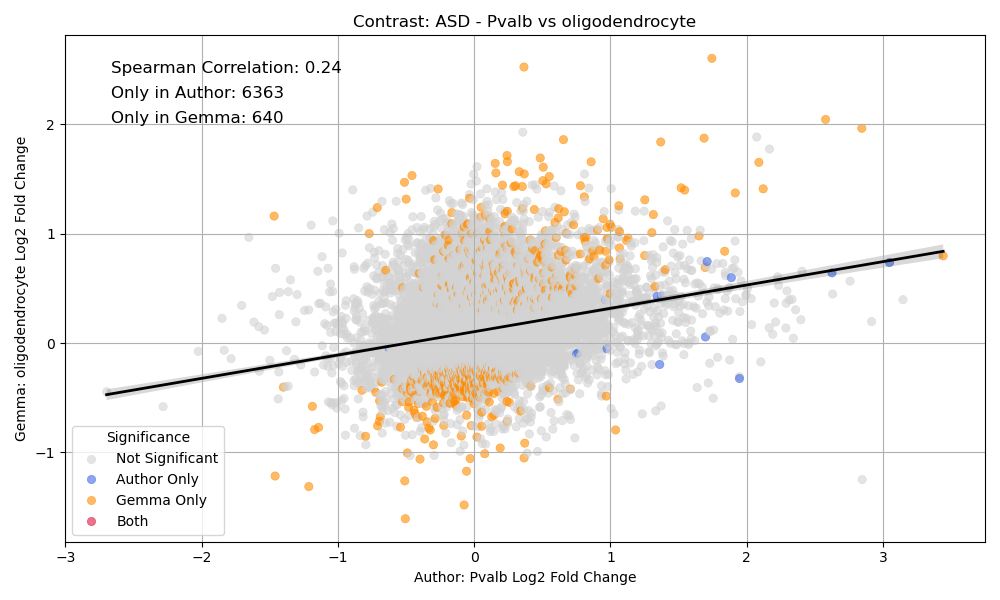 Contrast: ASD - Pvalb vs oligodendrocyte
Spearman Correlation: 0.24
Only in Author: 6363
Only in Gemma: 640
Gemma: oligodendrocyte Log2 Fold Change
2
1
0
−1
Significance
Not Significant
Author Only
Gemma Only
Both
−3 −2 −1 0 1 2 3
Author: Pvalb Log2 Fold Change